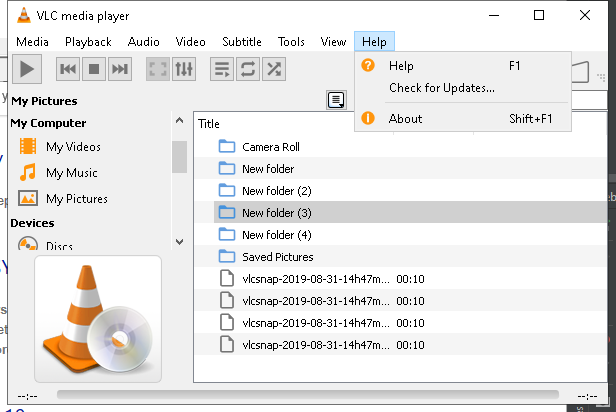 VLC media player
Media Playback Audio Video Subtitle Tools View Help
Help F1
Check for Updates...
About Shift+F1
My Pictures
My Computer
My Videos
My Music
My Pictures
Devices
Discs
Title
Camera Roll
New folder
New folder (2)
New folder (3)
New folder (4)
Saved Pictures
vlcsnap-2019-08-31-14h47m... 00:10
vlcsnap-2019-08-31-14h47m... 00:10
vlcsnap-2019-08-31-14h47m... 00:10
vlcsnap-2019-08-31-14h47m... 00:10
--:-- --:--